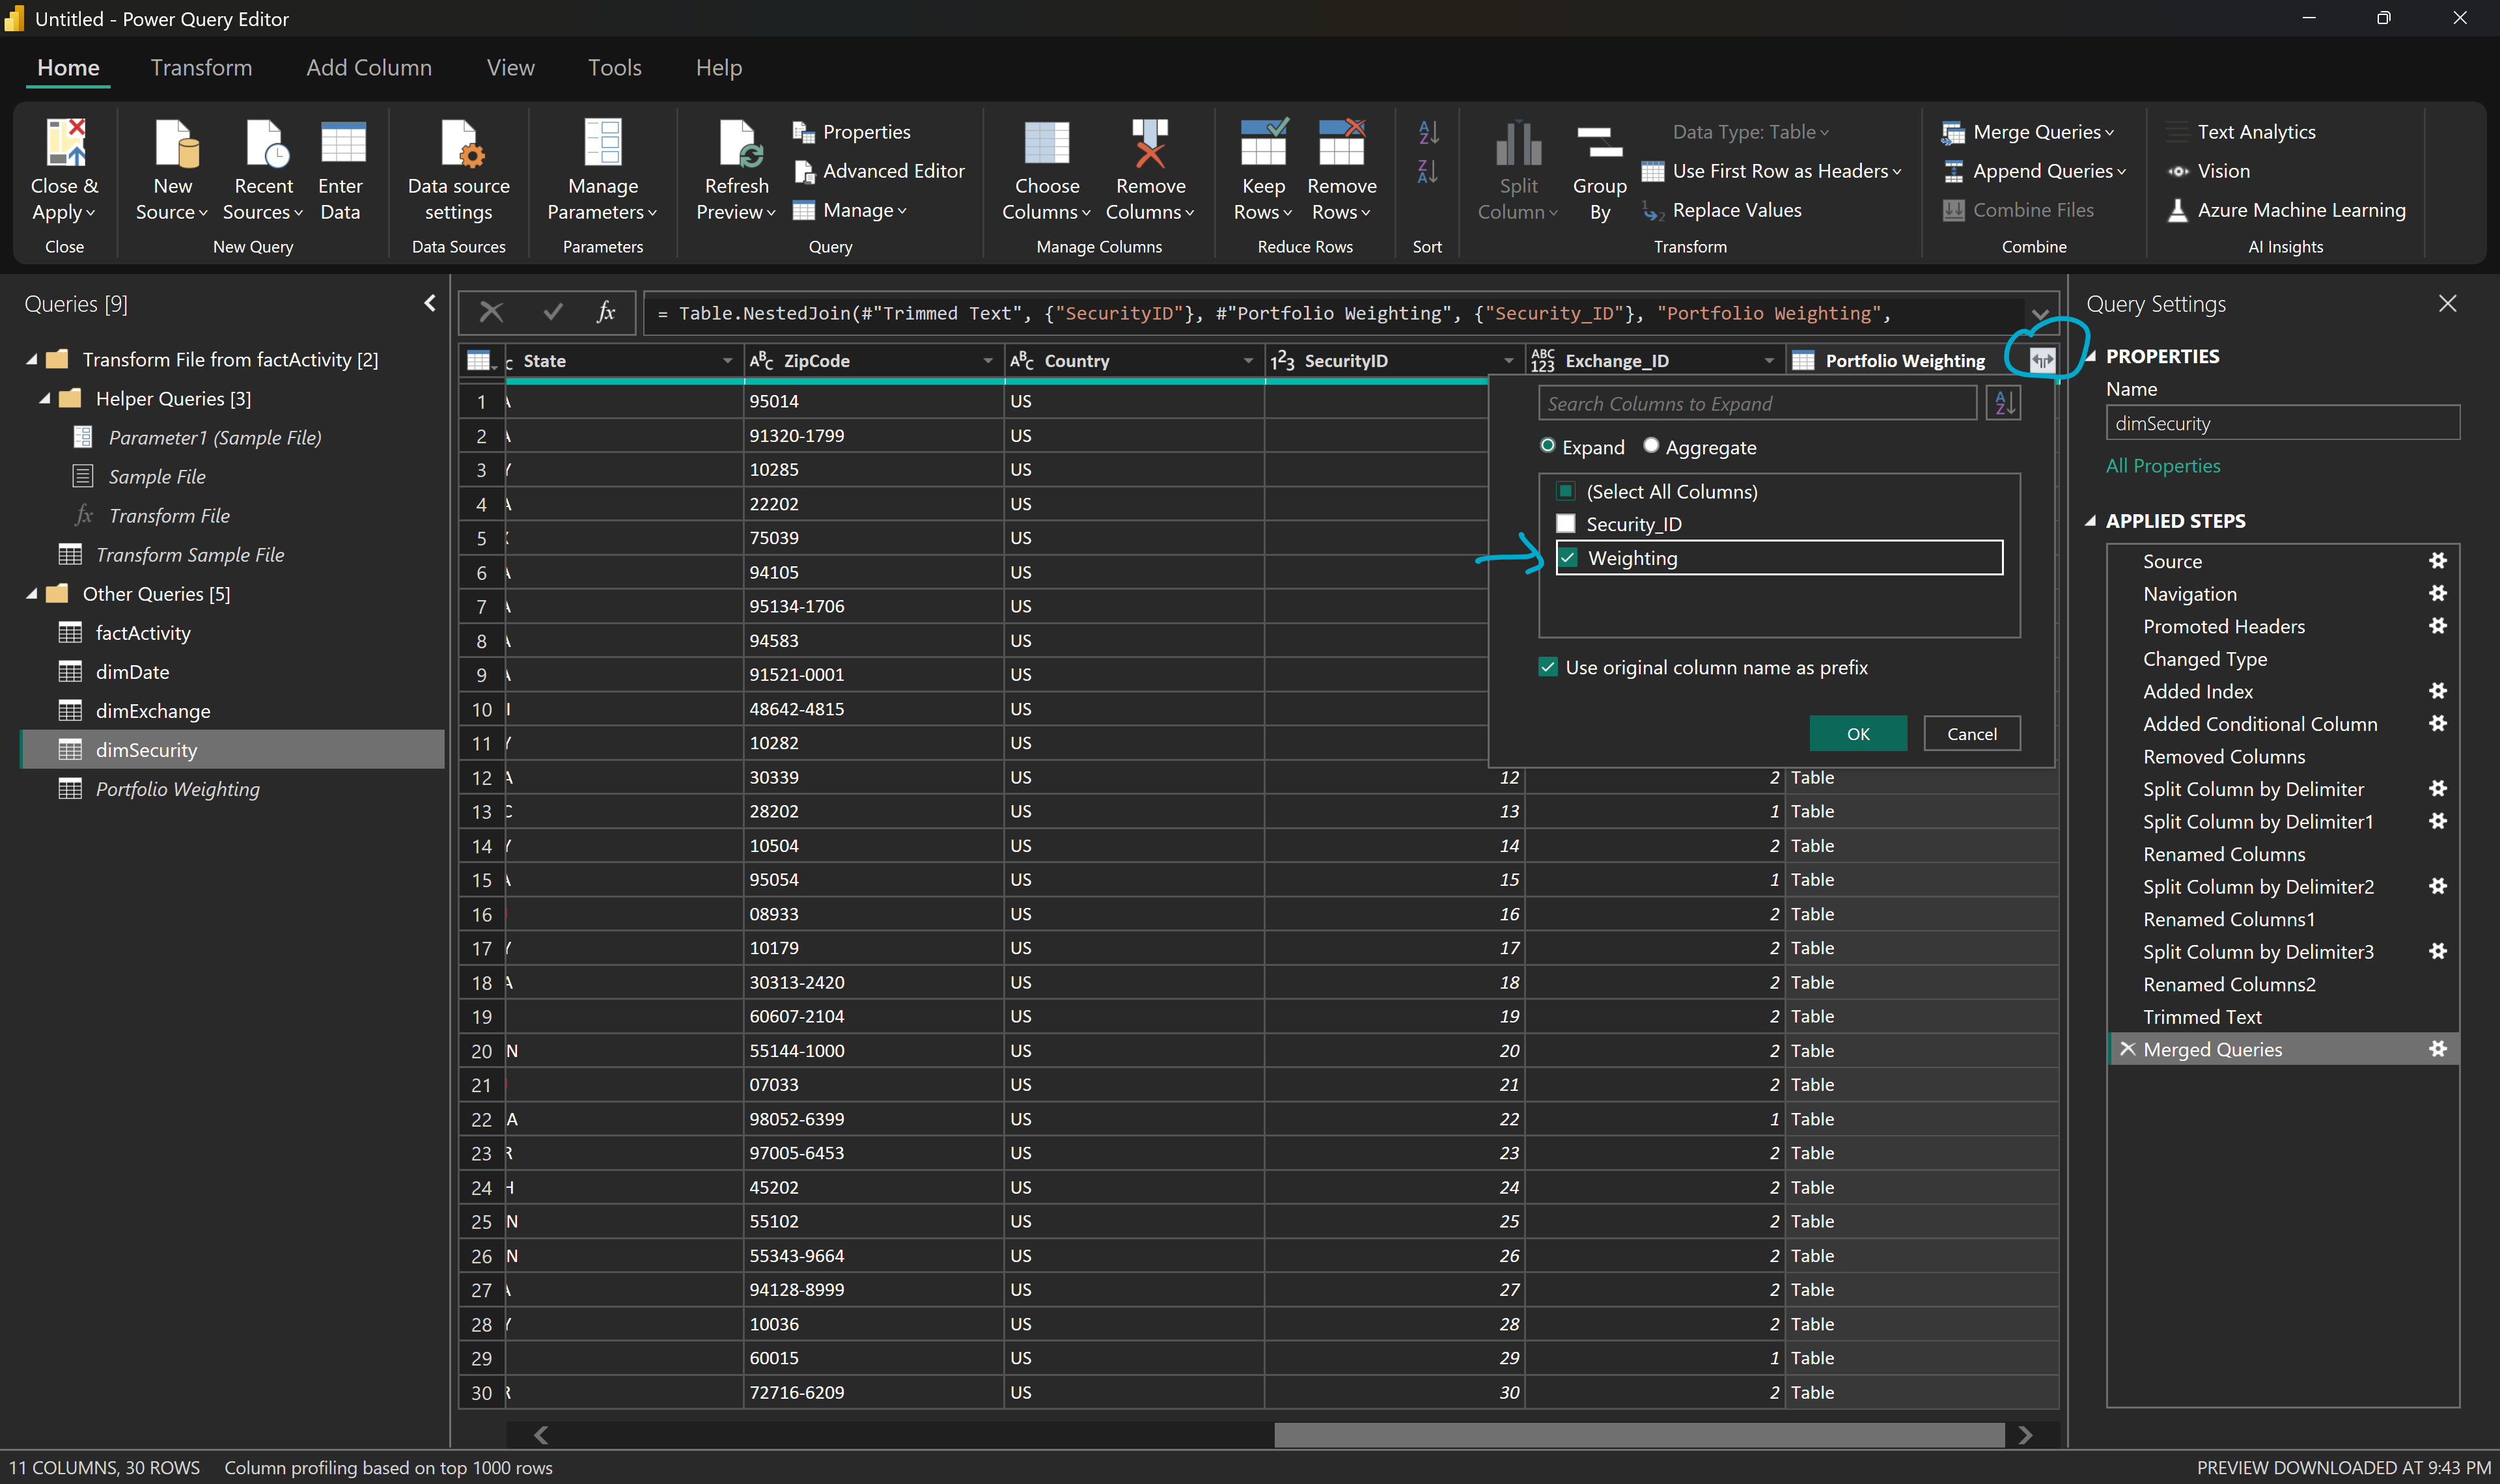 Untitled - Power Query Editor
Home Transform Add Column View Tools Help
Close & Apply
New Source
Recent Sources
Enter Data
Data source settings
Manage Parameters
Refresh Preview
Properties
Advanced Editor
Manage
Choose Columns
Remove Columns
Keep Rows
Remove Rows
Split Column
Group By
Data Type: Table
Use First Row as Headers
Replace Values
Merge Queries
Append Queries
Combine Files
Text Analytics
Vision
Azure Machine Learning
Close New Query Data Sources Parameters Query Manage Columns Reduce Rows Sort Transform Combine AI Insights
Queries [9]
Transform File from factActivity [2]
Helper Queries [3]
Parameter1 (Sample File)
Sample File
fx Transform File
Transform Sample File
Other Queries [5]
factActivity
dimDate
dimExchange
dimSecurity
Portfolio Weighting
fx = Table.NestedJoin(#"Trimmed Text", {"SecurityID"}, #"Portfolio Weighting", {"Security_ID"}, "Portfolio Weighting",
State ABC ZipCode ABC Country 123 SecurityID ABC 123 Exchange_ID Portfolio Weighting
1 95014 US
2 91320-1799 US
3 10285 US
4 22202 US
5 75039 US
6 94105 US
7 95134-1706 US
8 94583 US
9 91521-0001 US
10 48642-4815 US
11 10282 US
12 30339 US 12 2 Table
13 28202 US 13 1 Table
14 10504 US 14 2 Table
15 95054 US 15 1 Table
16 08933 US 16 2 Table
17 10179 US 17 2 Table
18 30313-2420 US 18 2 Table
19 60607-2104 US 19 2 Table
20 N 55144-1000 US 20 2 Table
21 07033 US 21 2 Table
22 A 98052-6399 US 22 1 Table
23 97005-6453 US 23 2 Table
24 45202 US 24 2 Table
25 N 55102 US 25 2 Table
26 N 55343-9664 US 26 2 Table
27 94128-8999 US 27 2 Table
28 10036 US 28 2 Table
29 60015 US 29 1 Table
30 72716-6209 US 30 2 Table
Search Columns to Expand
Expand Aggregate
(Select All Columns)
Security_ID
Weighting
Use original column name as prefix
OK Cancel
Query Settings
PROPERTIES
Name
dimSecurity
All Properties
APPLIED STEPS
Source
Navigation
Promoted Headers
Changed Type
Added Index
Added Conditional Column
Removed Columns
Split Column by Delimiter
Split Column by Delimiter1
Renamed Columns
Split Column by Delimiter2
Renamed Columns1
Split Column by Delimiter3
Renamed Columns2
Trimmed Text
Merged Queries
11 COLUMNS, 30 ROWS Column profiling based on top 1000 rows PREVIEW DOWNLOADED AT 9:43 PM